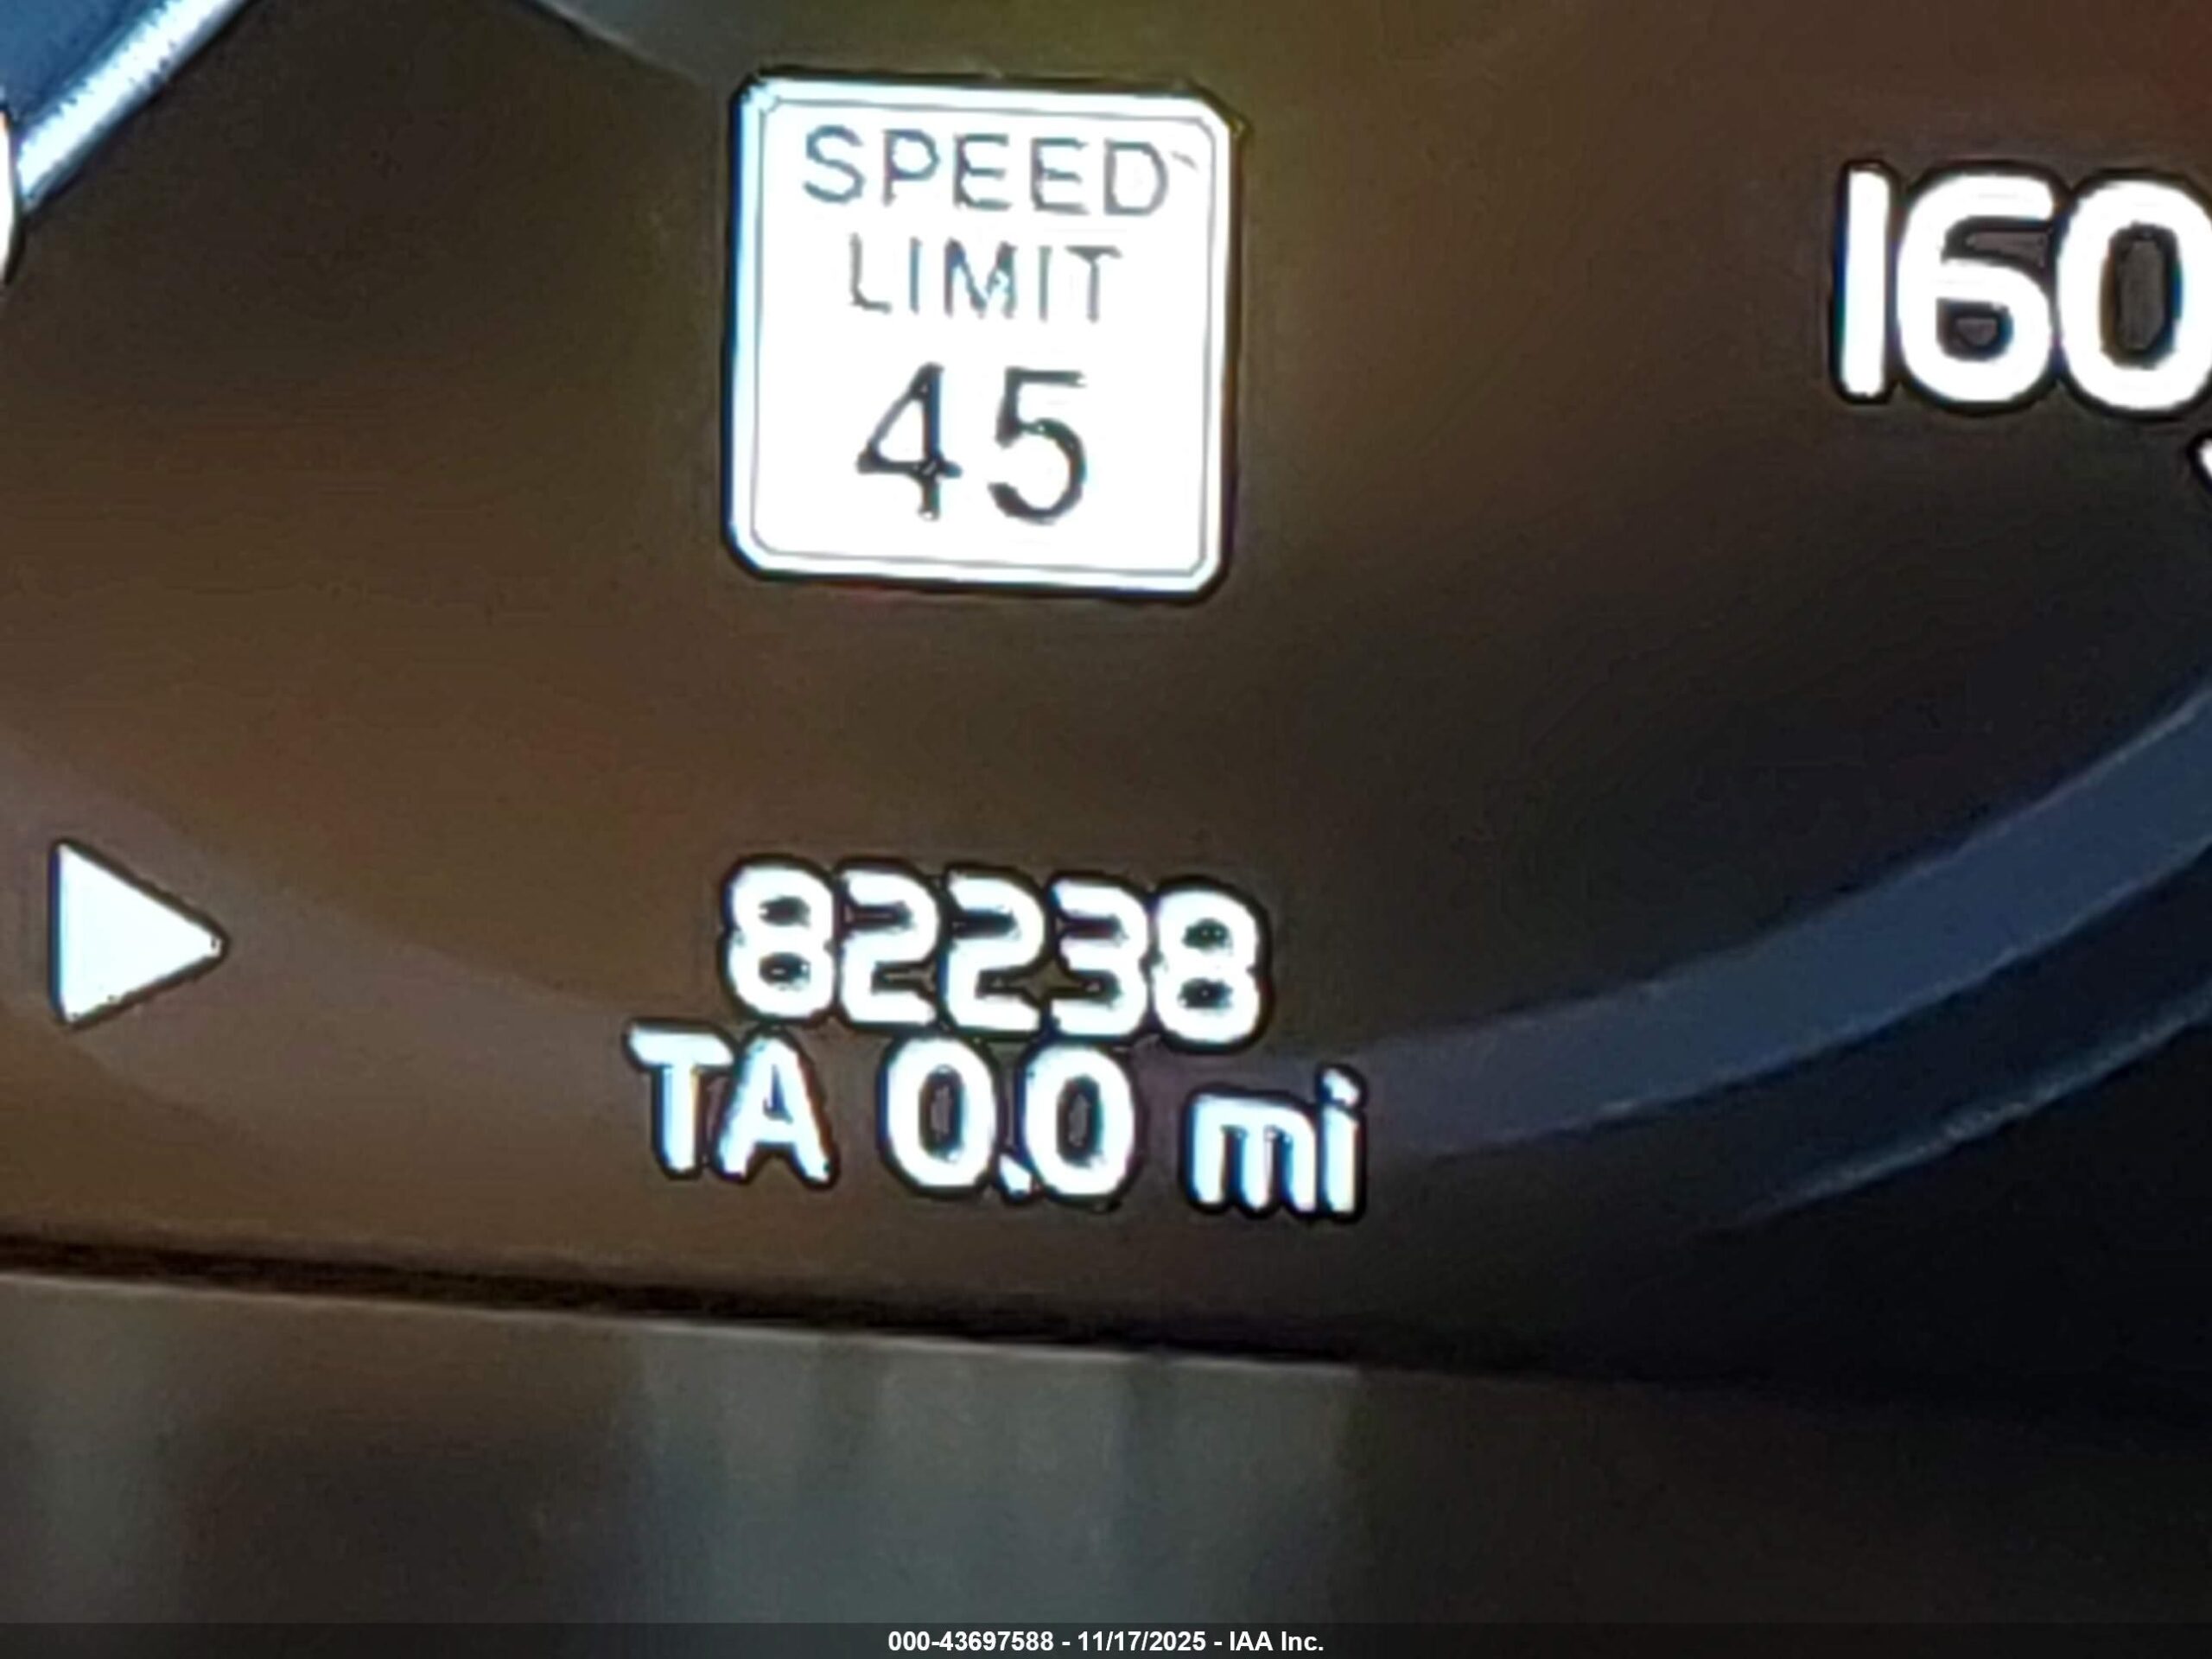 SPEED
LIMIT
45
160
82238
TA 0.0 mi
000-43697588 - 11/17/2025 - IAA Inc.